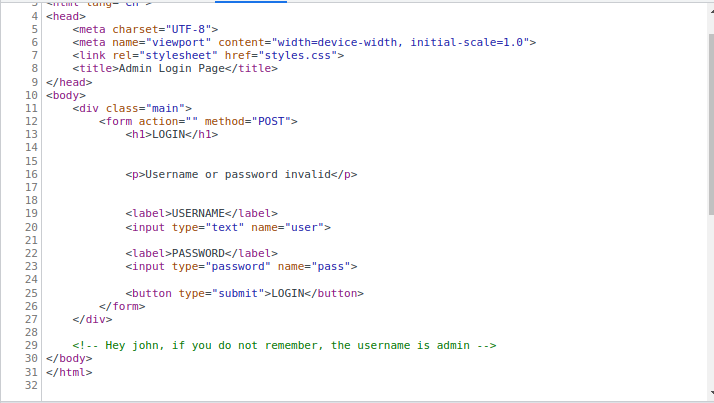 3 <html lang="en">
4 <head>
5 <meta charset="UTF-8">
6 <meta name="viewport" content="width=device-width, initial-scale=1.0">
7 <link rel="stylesheet" href="styles.css">
8 <title>Admin Login Page</title>
9 </head>
10 <body>
11 <div class="main">
12 <form action="" method="POST">
13 <h1>LOGIN</h1>
14
15
16 <p>Username or password invalid</p>
17
18
19 <label>USERNAME</label>
20 <input type="text" name="user">
21
22 <label>PASSWORD</label>
23 <input type="password" name="pass">
24
25 <button type="submit">LOGIN</button>
26 </form>
27 </div>
28
29 <!-- Hey john, if you do not remember, the username is admin -->
30 </body>
31 </html>
32